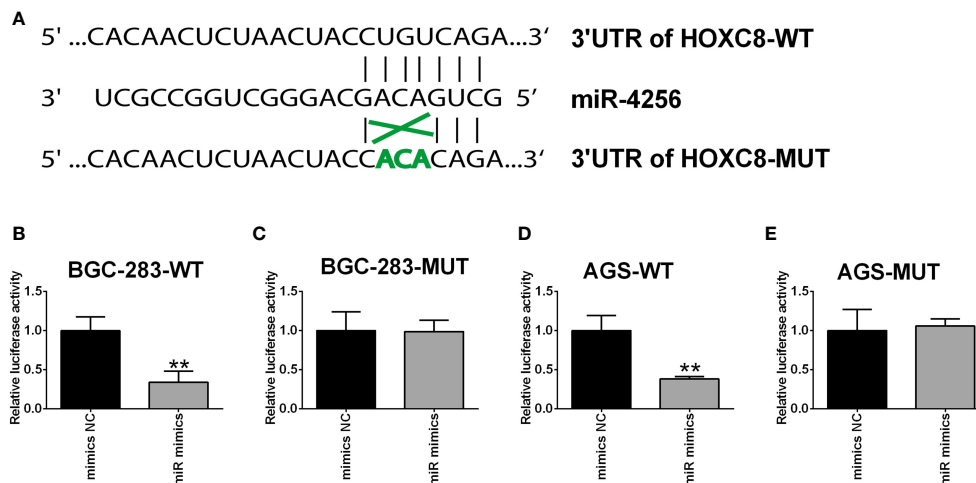 A
5' ...CACAACUCUAACUACCUGUCAGA...3‘ 3'UTR of HOXC8-WT
3' UCGCCGGUCGGGACGACAGUCG 5‘ miR-4256
5' ...CACAACUCUAACUACCACACAGA...3‘ 3'UTR of HOXC8-MUT
B
BGC-283-WT
Relative luciferase activity
1.5
1.0
0.5
0.0
**
mimics NC
miR mimics
C
BGC-283-MUT
Relative luciferase activity
1.5
1.0
0.5
0.0
mimics NC
miR mimics
D
AGS-WT
Relative luciferase activity
1.5
1.0
0.5
0.0
**
mimics NC
miR mimics
E
AGS-MUT
Relative luciferase activity
1.5
1.0
0.5
0.0
mimics NC
miR mimics